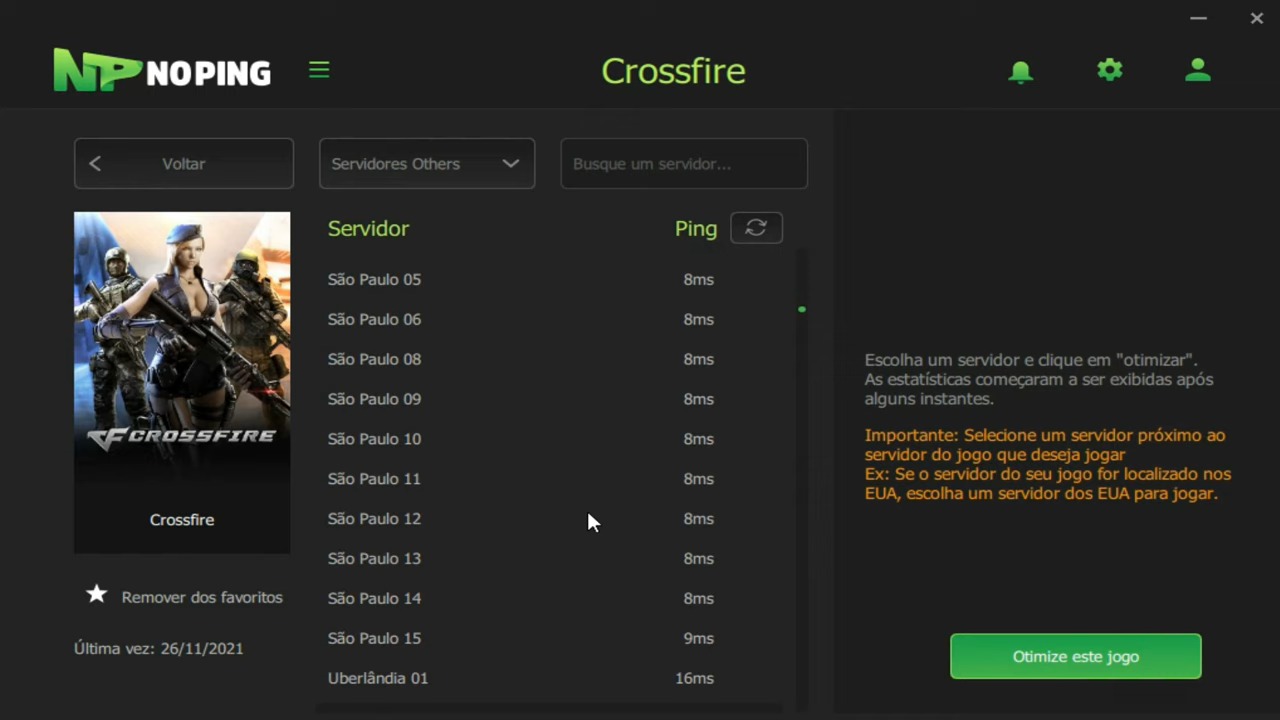 NP NOPING
Crossfire
Voltar
Servidores Others
Busque um servidor...
Servidor Ping
São Paulo 05 8ms
São Paulo 06 8ms
São Paulo 08 8ms
São Paulo 09 8ms
São Paulo 10 8ms
São Paulo 11 8ms
São Paulo 12 8ms
São Paulo 13 8ms
São Paulo 14 8ms
São Paulo 15 9ms
Uberlândia 01 16ms
CF CROSSFIRE
Crossfire
Remover dos favoritos
Última vez: 26/11/2021
Escolha um servidor e clique em "otimizar".
As estatísticas começaram a ser exibidas após
alguns instantes.
Importante: Selecione um servidor próximo ao
servidor do jogo que deseja jogar
Ex: Se o servidor do seu jogo for localizado nos
EUA, escolha um servidor dos EUA para jogar.
Otimize este jogo